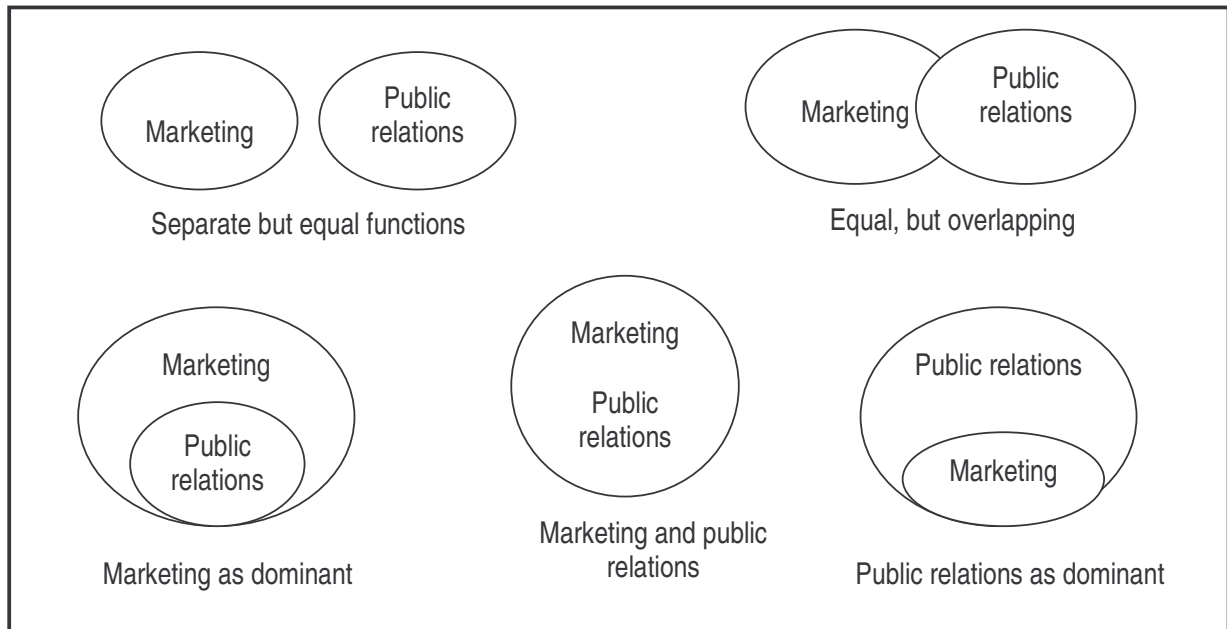 Marketing
Public
relations
Separate but equal functions
Marketing
Public
relations
Equal, but overlapping
Marketing
Public
relations
Marketing as dominant
Marketing
Public
relations
Marketing and public
relations
Public relations
Marketing
Public relations as dominant